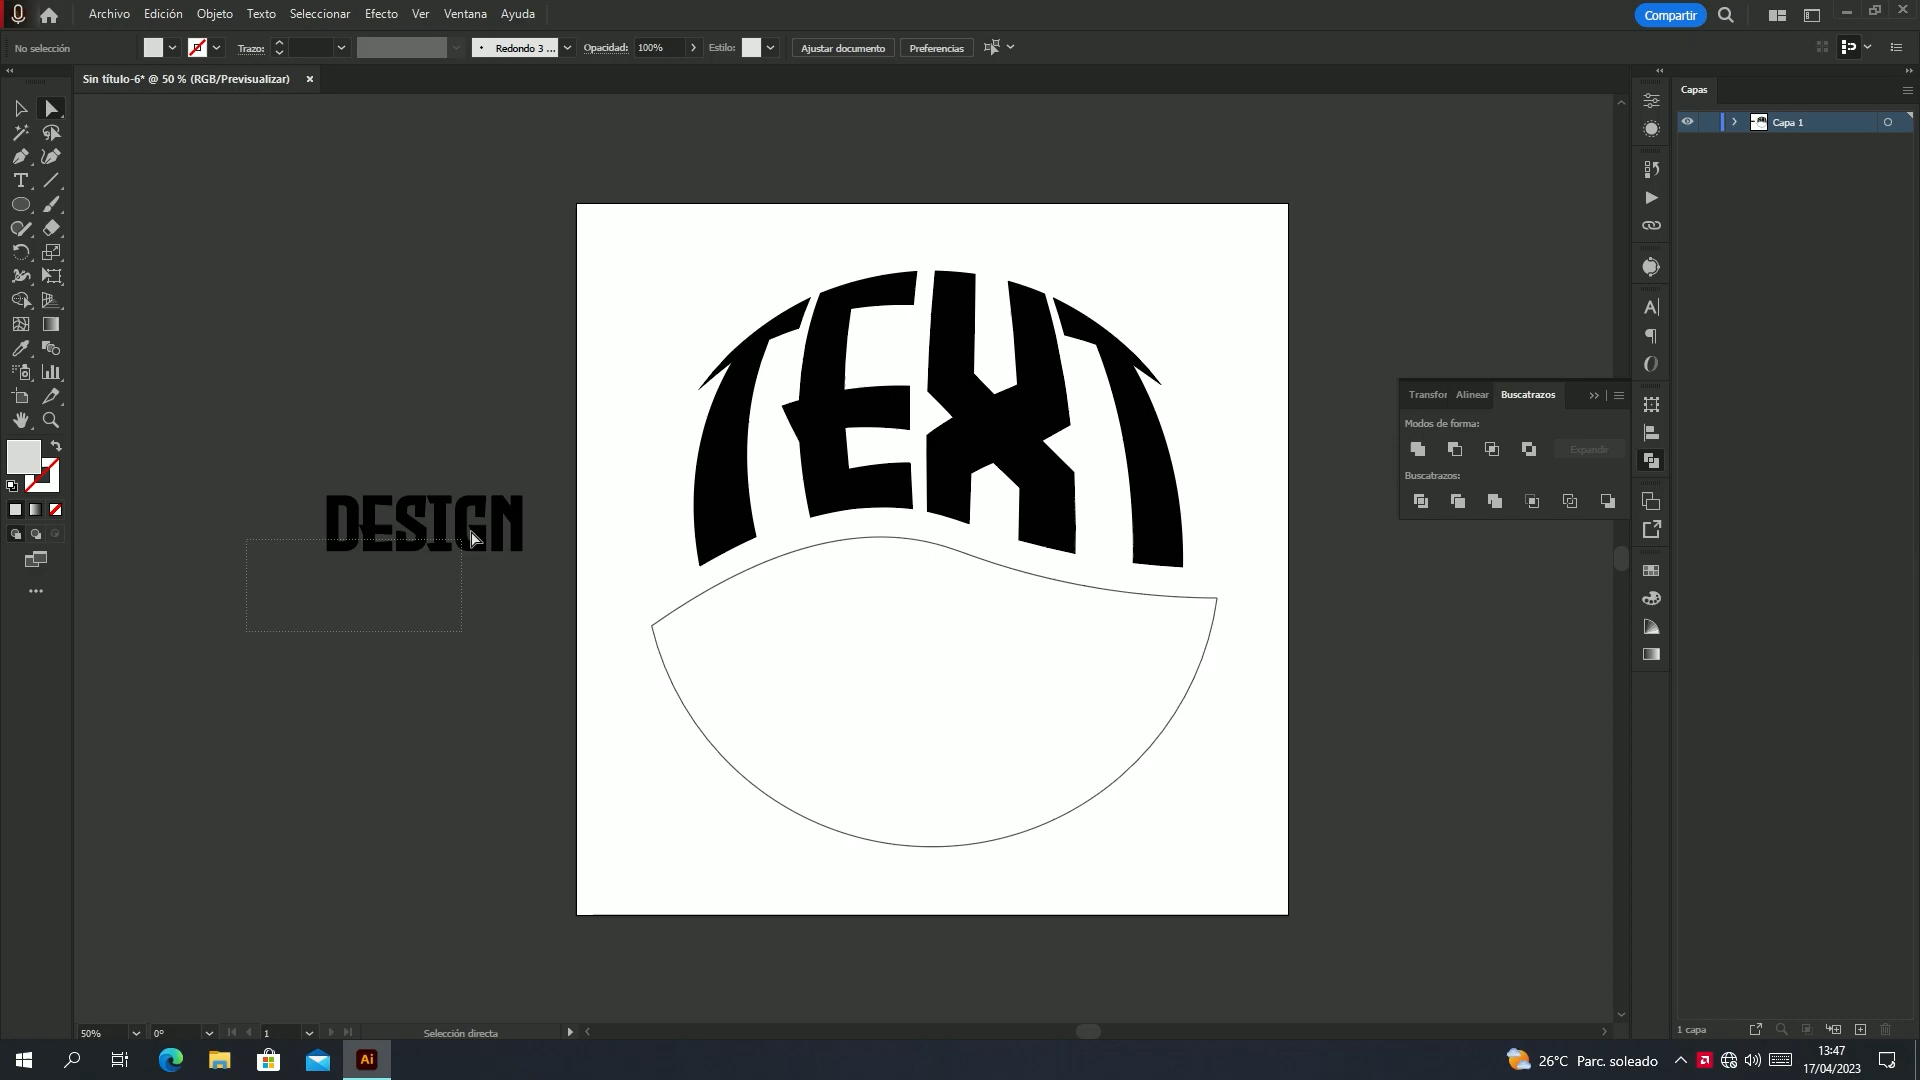 Archivo Edición Objeto Texto Seleccionar Efecto Ver Ventana Ayuda
Compartir
No selección
Trazo:
Redondo 3 ...
Opacidad: 100%
Estilo:
Ajustar documento
Preferencias
Sin título-6* @ 50 % (RGB/Previsualizar)
Capas
Capa 1
TEXT
DESIGN
Transfor Alinear Buscatrazos
Modos de forma:
Expandir
Buscatrazos:
50%
0°
1
Selección directa
1 capa
Ai
26°C Parc. soleado
13:47
17/04/2023